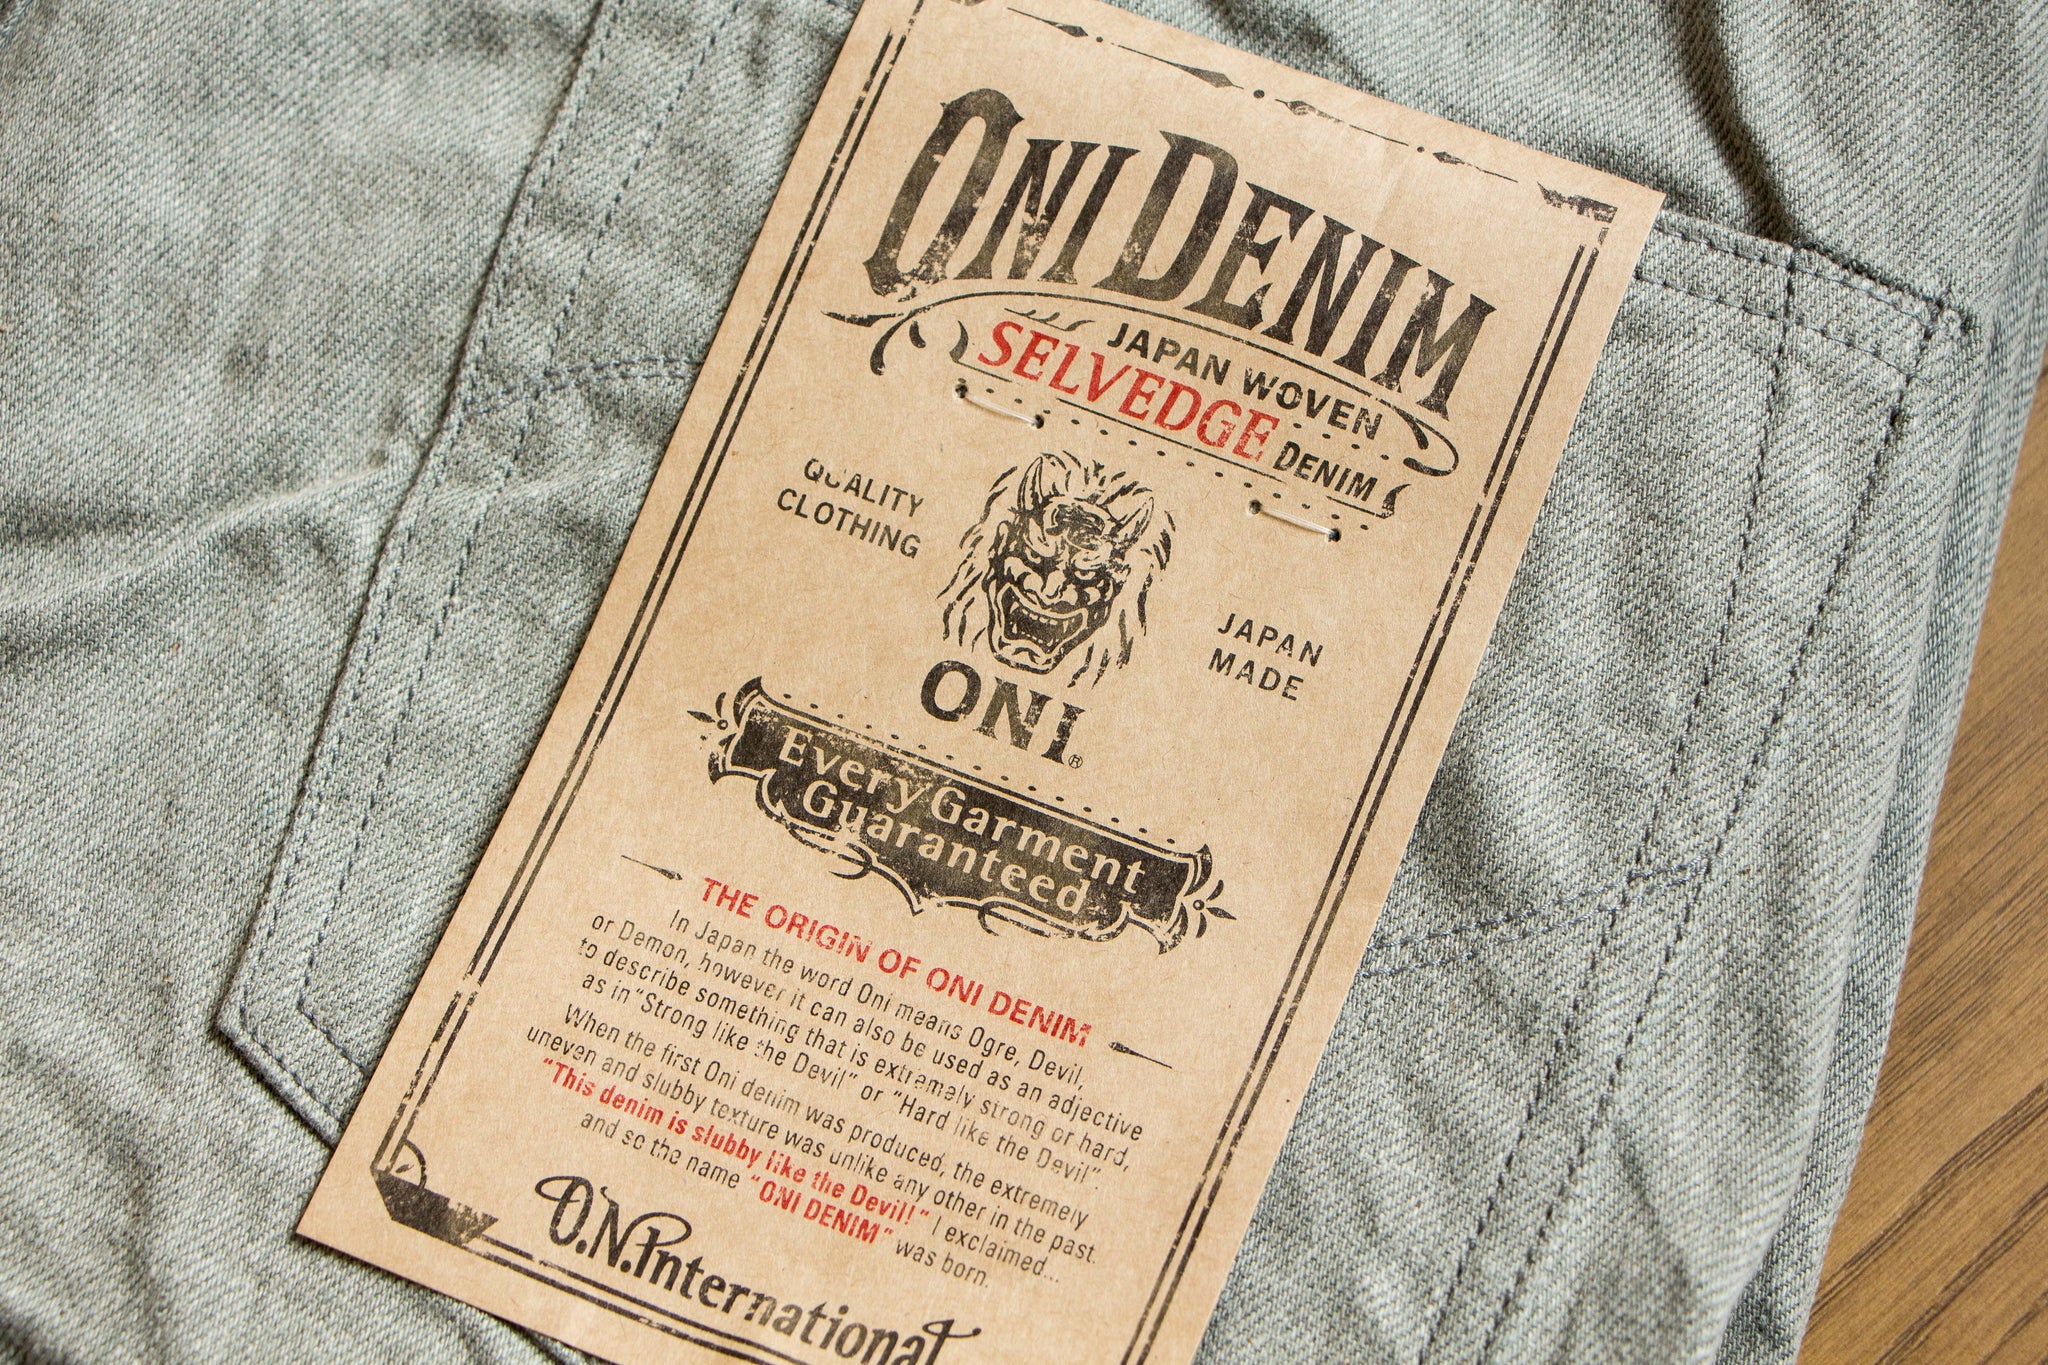 ONI DENIM
JAPAN WOVEN
SELVEDGE DENIM
QUALITY
CLOTHING
JAPAN
MADE
ONI®
Every Garment
Guaranteed
THE ORIGIN OF ONI DENIM
In Japan the word Oni means Ogre, Devil,
or Demon, however it can also be used as an adjective
to describe something that is extremely strong or hard,
as in "Strong like the Devil" or "Hard like the Devil".
When the first Oni denim was produced, the extremely
uneven and slubby texture was unlike any other in the past.
"This denim is slubby like the Devil!" I exclaimed...
and so the name "ONI DENIM" was born.
O.N.International